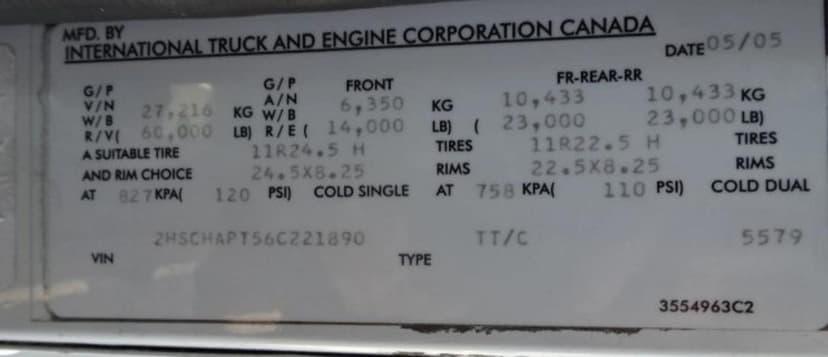 MFD. BY
INTERNATIONAL TRUCK AND ENGINE CORPORATION CANADA
DATE 05/05
G/P G/P FRONT FR-REAR-RR
V/N 27,216 KG A/N 6,350 KG 10,433 10,433 KG
W/B W/B
R/V( 60,000 LB) R/E( 14,000 LB) ( 23,000 23,000 LB)
A SUITABLE TIRE 11R24.5 H TIRES 11R22.5 H TIRES
AND RIM CHOICE 24.5X8.25 RIMS 22.5X8.25 RIMS
AT 827 KPA( 120 PSI) COLD SINGLE AT 758 KPA( 110 PSI) COLD DUAL
2HSCHAPT56C221890 TT/C 5579
VIN TYPE
3554963C2